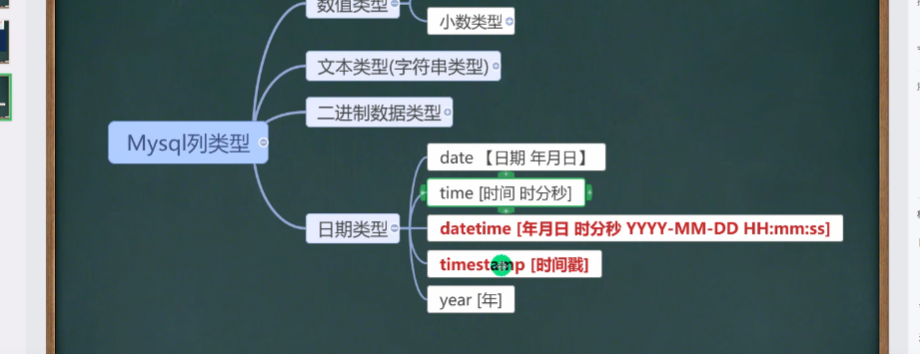 数值类型
小数类型
文本类型(字符串类型)
二进制数据类型
Mysql列类型
date 【日期 年月日】
time [时间 时分秒]
日期类型
datetime [年月日 时分秒 YYYY-MM-DD HH:mm:ss]
timestamp [时间戳]
year [年]